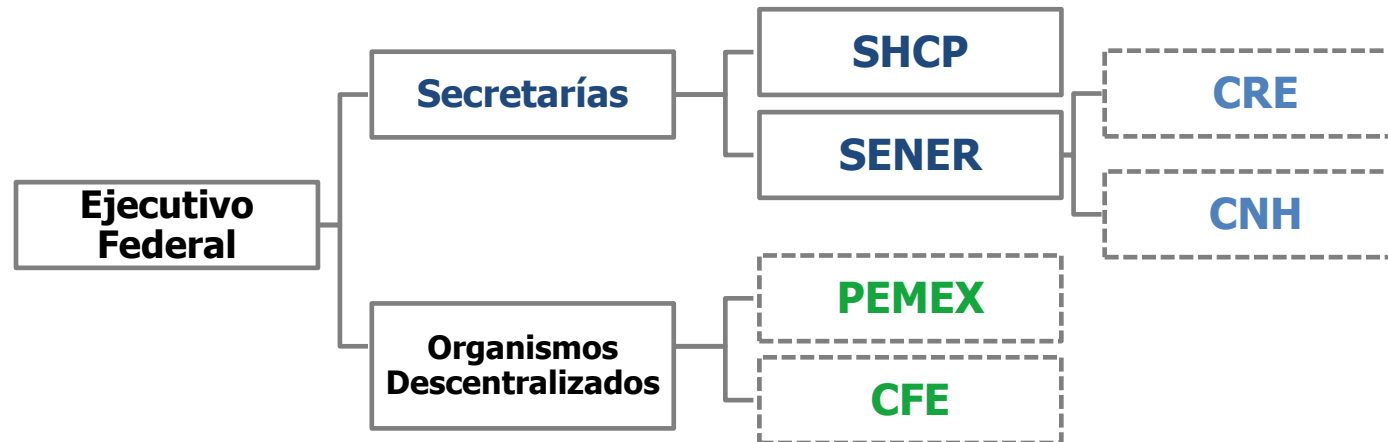 Ejecutivo
Federal
Secretarías
Organismos
Descentralizados
SHCP
SENER
PEMEX
CFE
CRE
CNH